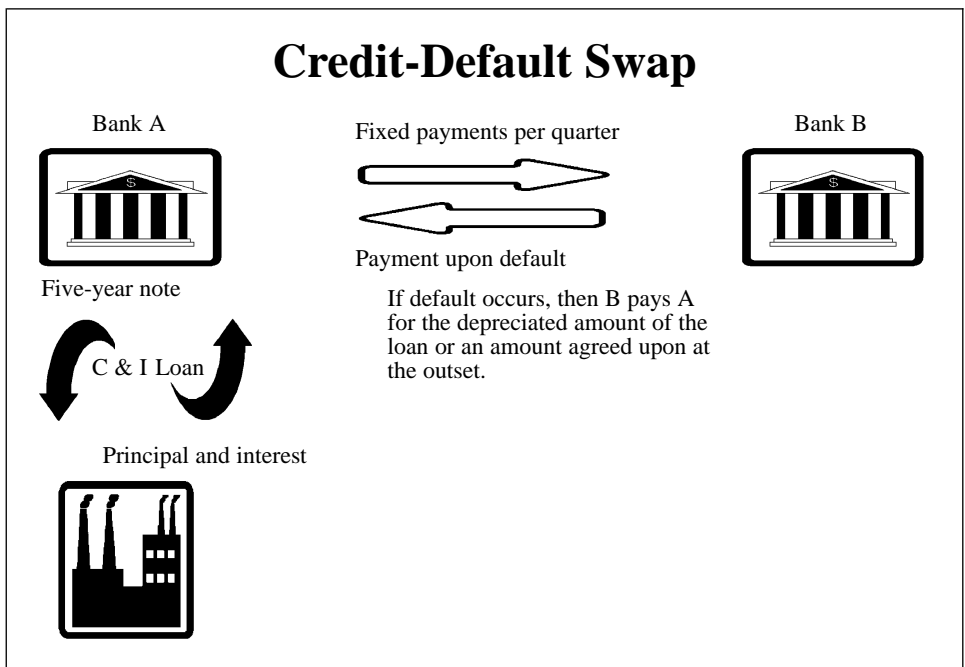 Credit-Default Swap
Bank A
Fixed payments per quarter
Bank B
$
$
Payment upon default
Five-year note
If default occurs, then B pays A
for the depreciated amount of the
loan or an amount agreed upon at
the outset.
C & I Loan
Principal and interest